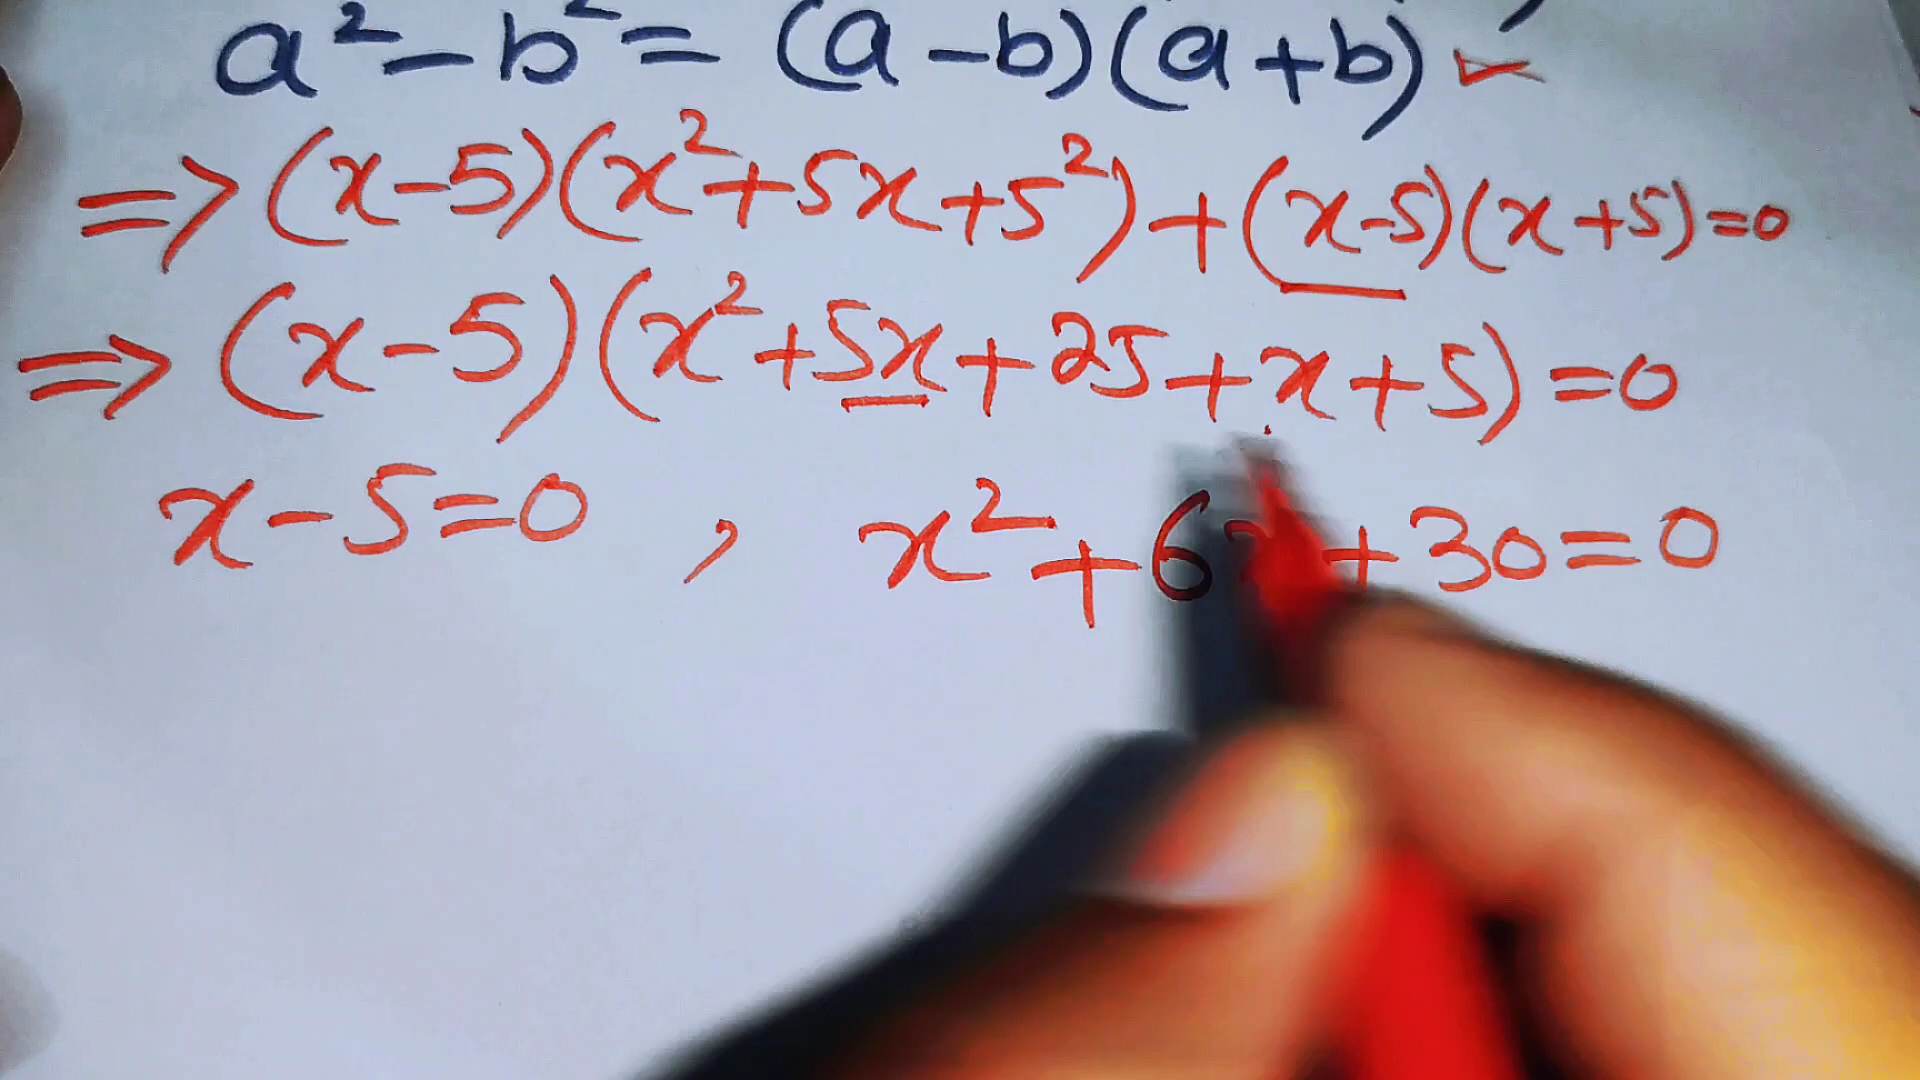 a² - b² = (a - b)(a + b) ✓
=> (x - 5)(x² + 5x + 5²) + (x - 5)(x + 5) = 0
=> (x - 5)(x² + 5x + 25 + x + 5) = 0
x - 5 = 0 , x² + 6x + 30 = 0